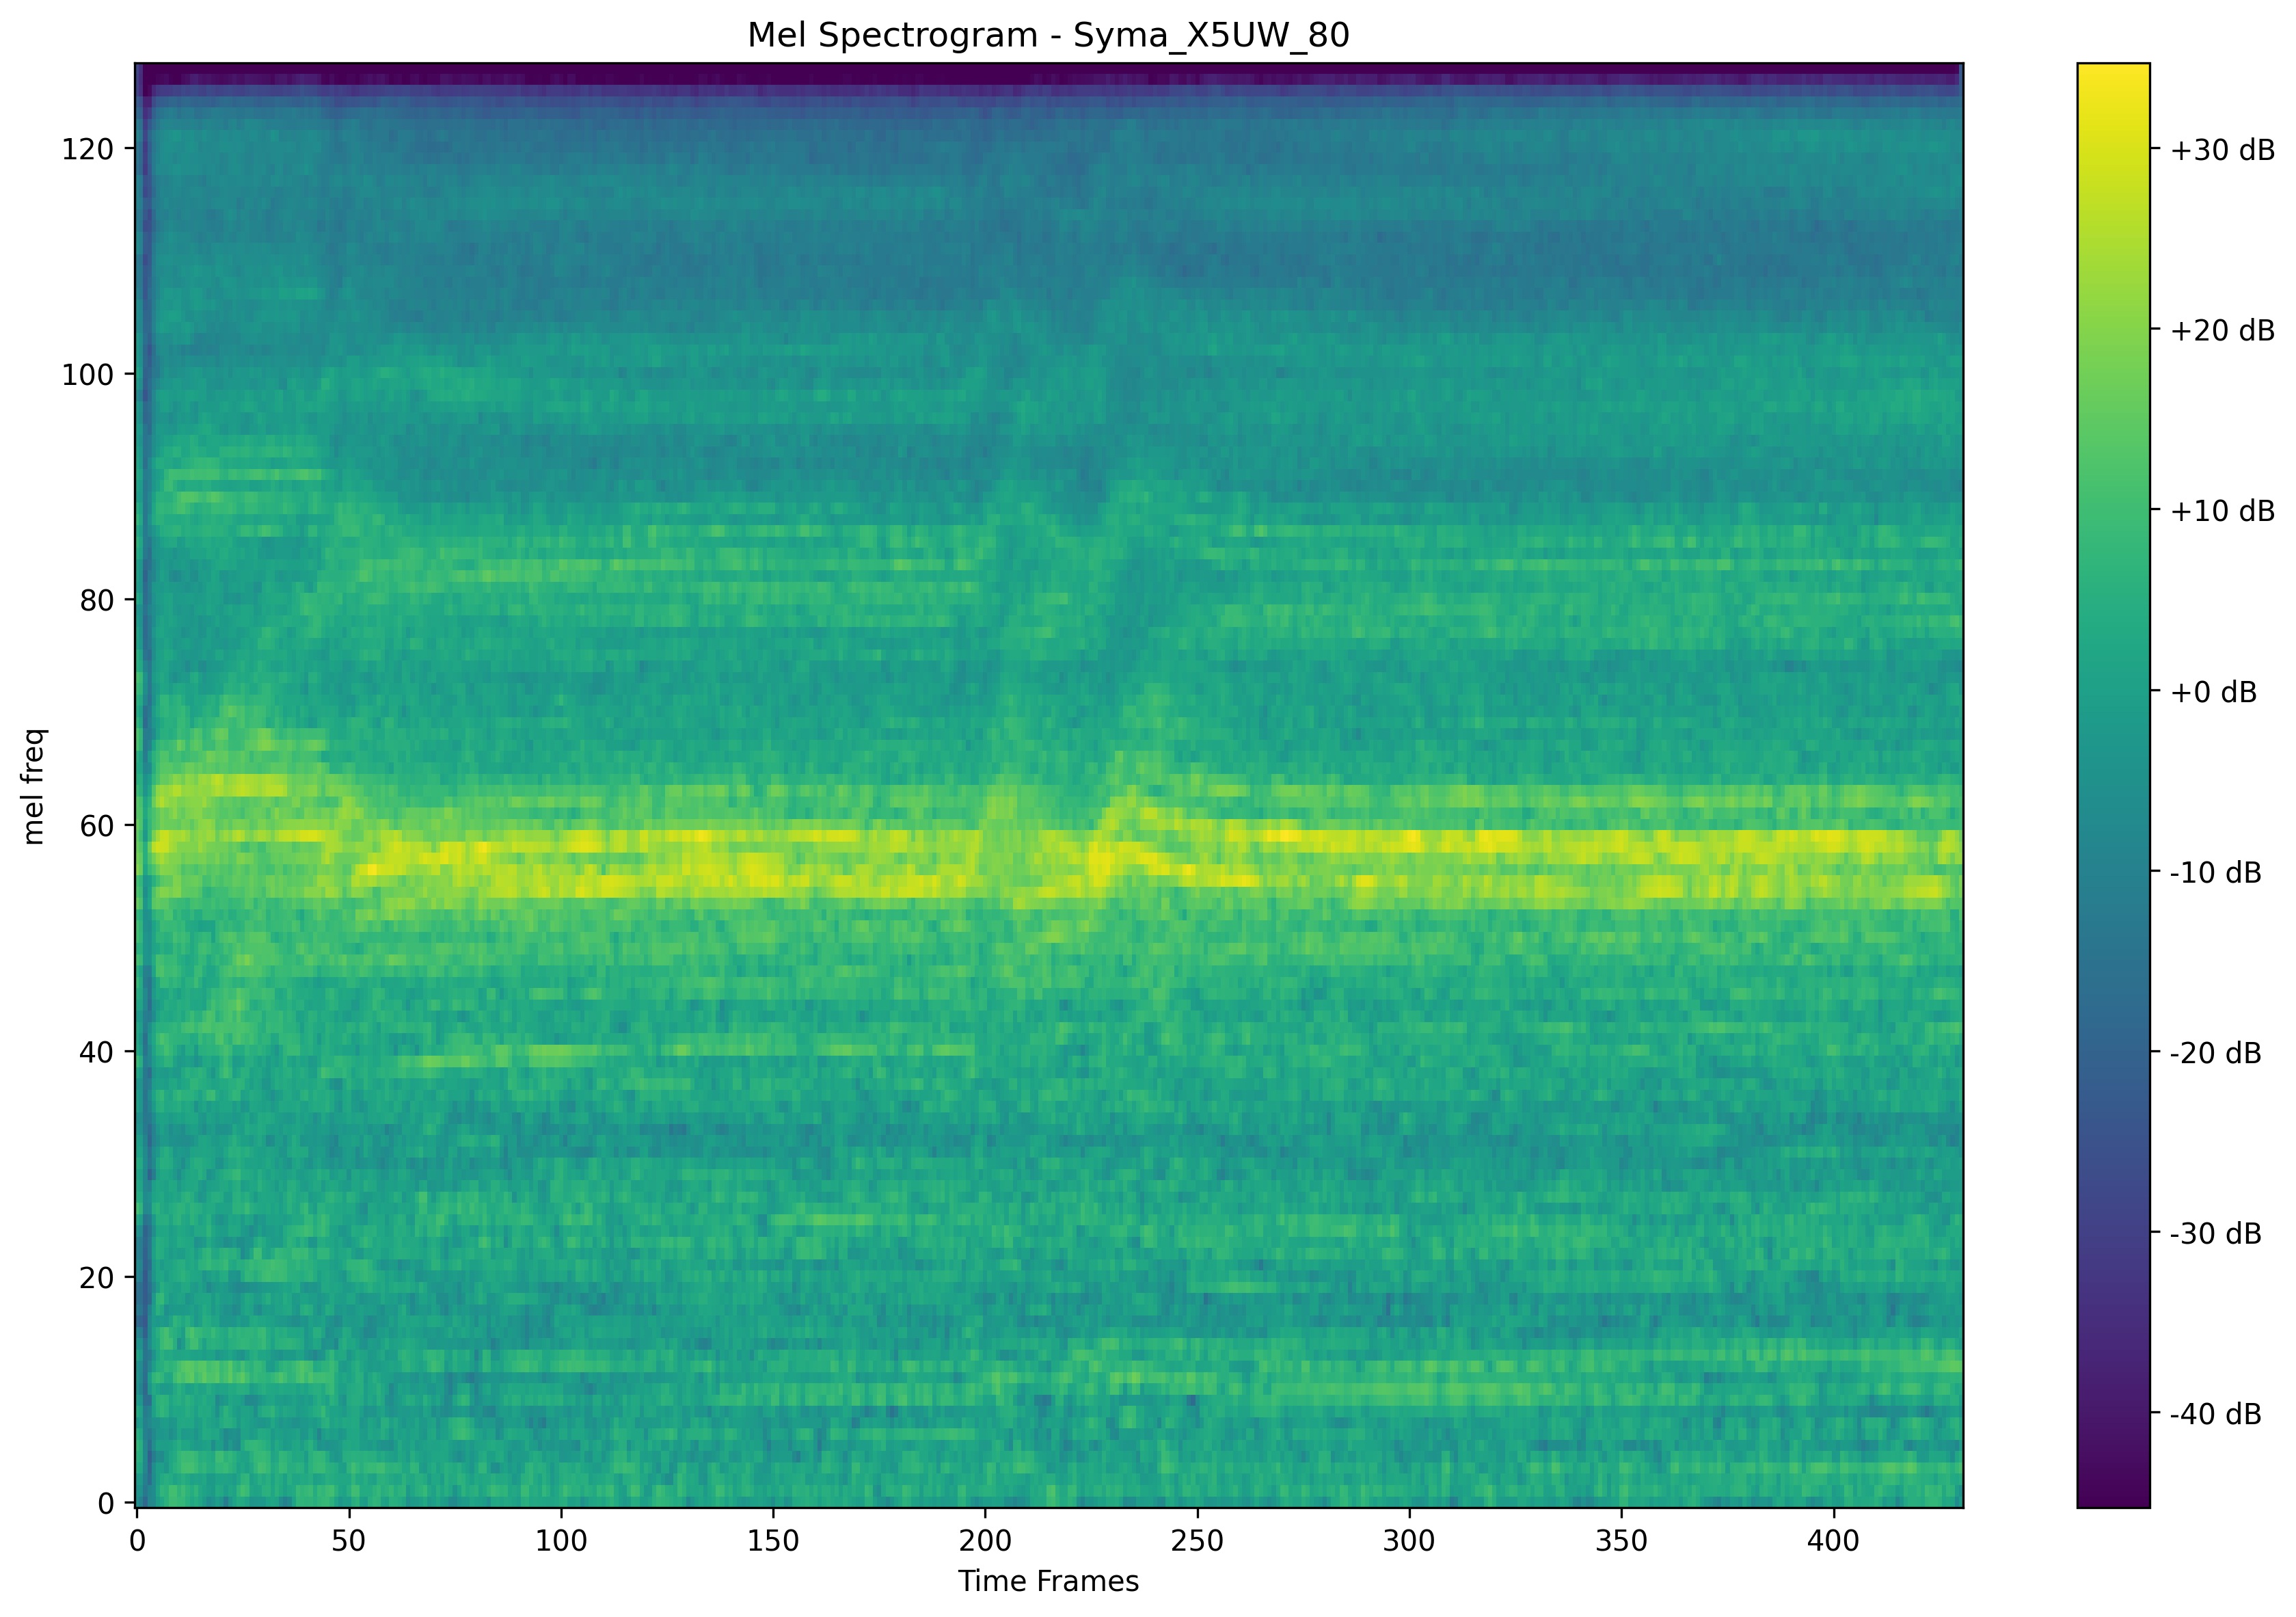 Mel Spectrogram - Syma_X5UW_80
mel freq
120
100
80
60
40
20
0
0 50 100 150 200 250 300 350 400
Time Frames
+30 dB
+20 dB
+10 dB
+0 dB
-10 dB
-20 dB
-30 dB
-40 dB